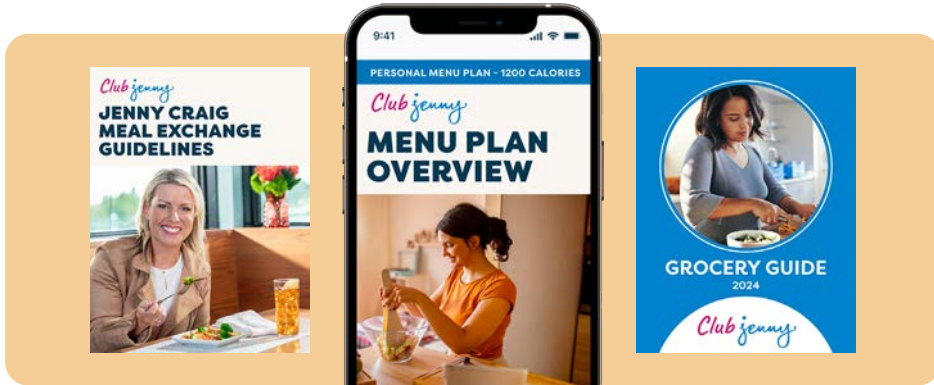 Club jenny
JENNY CRAIG
MEAL EXCHANGE
GUIDELINES
9:41
PERSONAL MENU PLAN - 1200 CALORIES
Club jenny
MENU PLAN
OVERVIEW
GROCERY GUIDE
2024
Club jenny